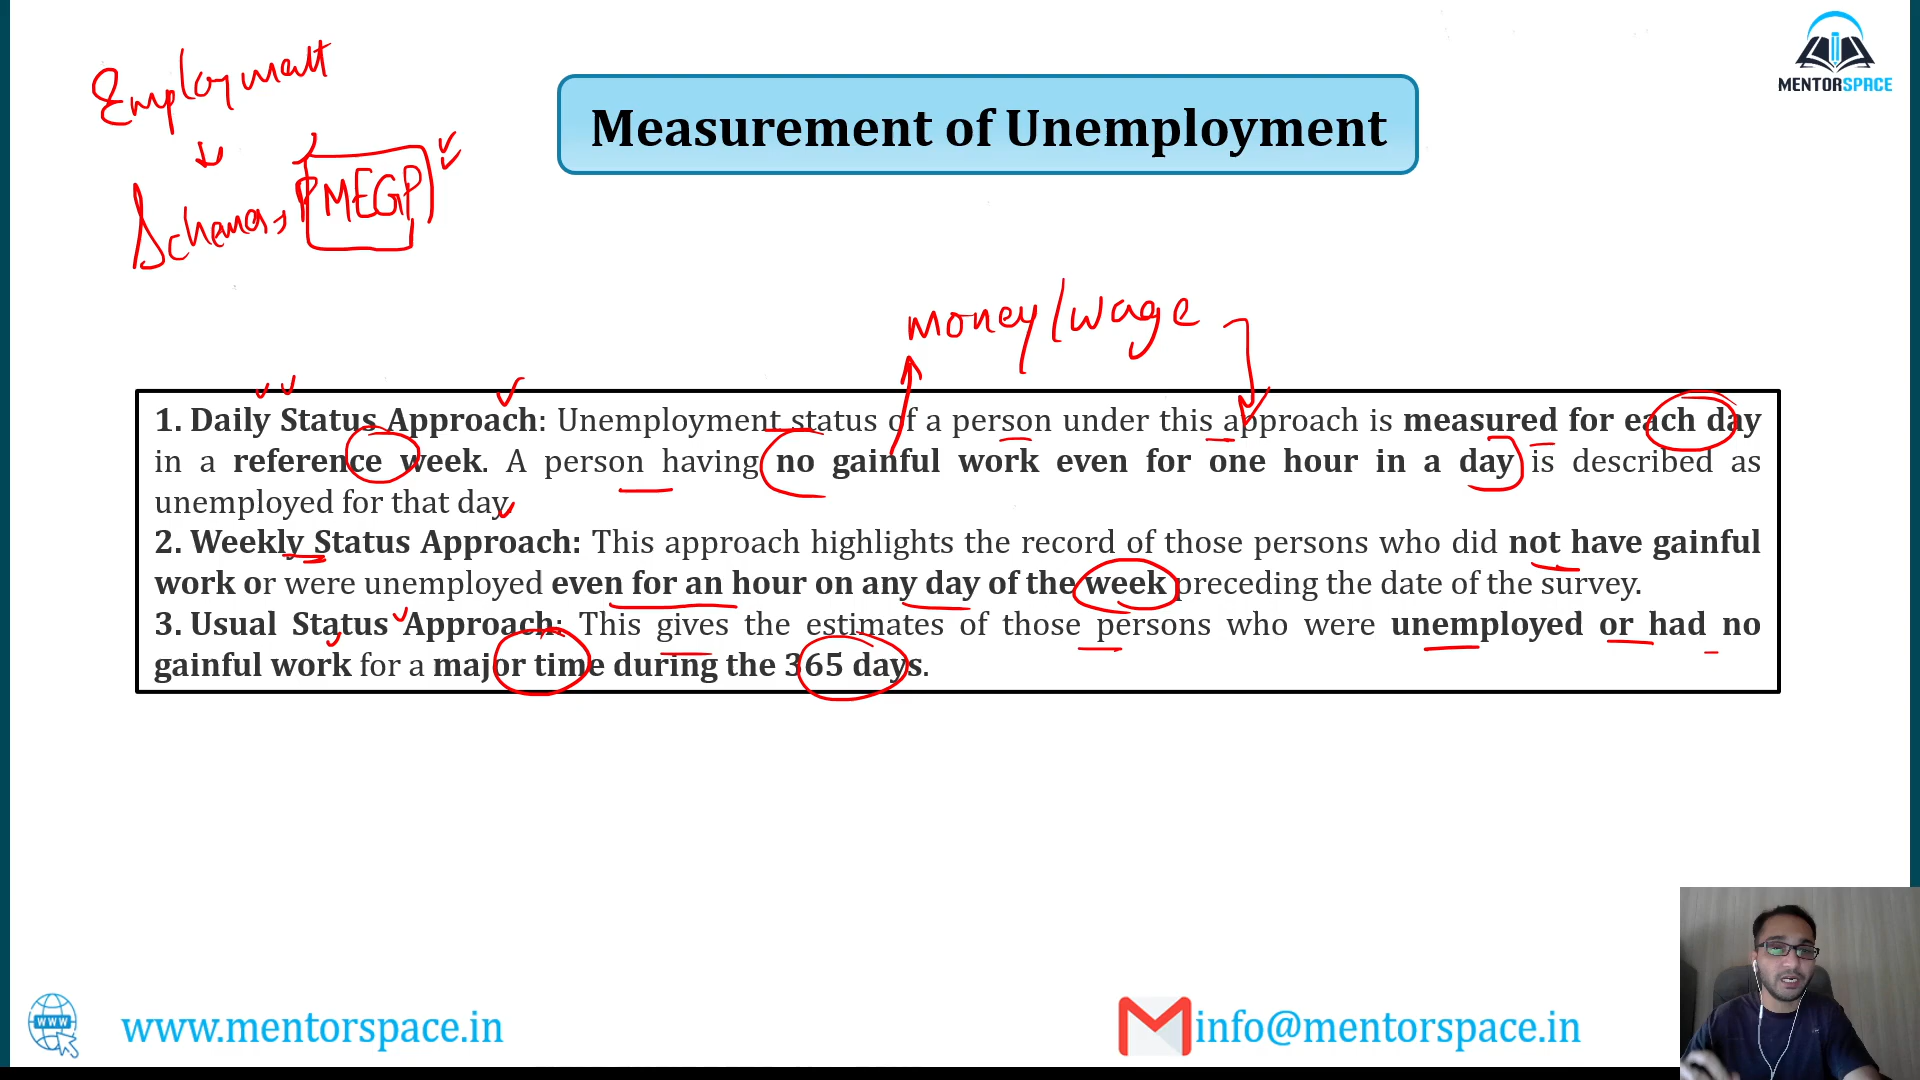 Employment
Schemes, PMEGP
MENTORSPACE
Measurement of Unemployment
money/wage
1. Daily Status Approach: Unemployment status of a person under this approach is measured for each day
in a reference week. A person having no gainful work even for one hour in a day is described as
unemployed for that day.
2. Weekly Status Approach: This approach highlights the record of those persons who did not have gainful
work or were unemployed even for an hour on any day of the week preceding the date of the survey.
3. Usual Status Approach: This gives the estimates of those persons who were unemployed or had no
gainful work for a major time during the 365 days.
WWW
www.mentorspace.in
info@mentorspace.in